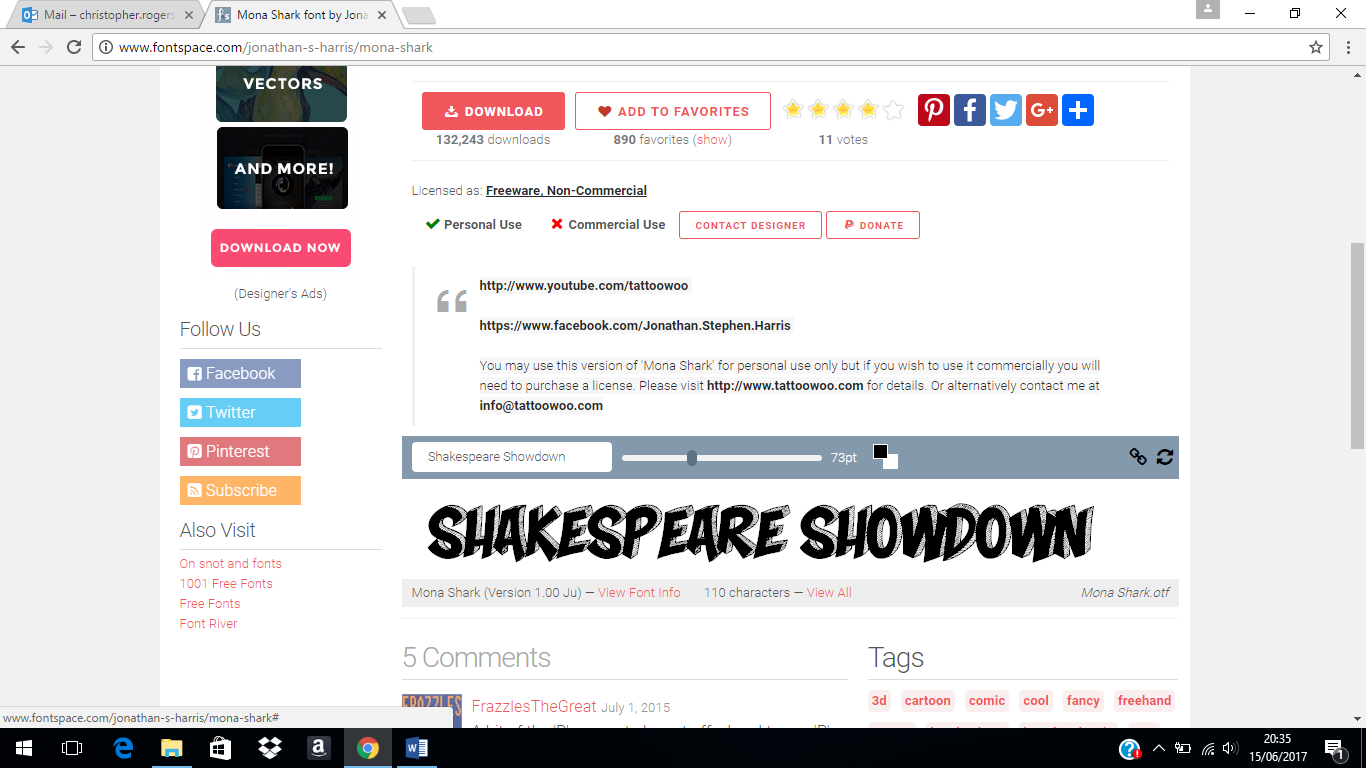 Mail – christopher.rogers
Mona Shark font by Jona
www.fontspace.com/jonathan-s-harris/mona-shark
VECTORS
AND MORE!
DOWNLOAD NOW
(Designer's Ads)
Follow Us
Facebook
Twitter
Pinterest
Subscribe
Also Visit
On snot and fonts
1001 Free Fonts
Free Fonts
Font River
DOWNLOAD
ADD TO FAVORITES
132,243 downloads
890 favorites (show)
11 votes
Licensed as: Freeware, Non-Commercial
Personal Use
Commercial Use
CONTACT DESIGNER
DONATE
http://www.youtube.com/tattoowoo
https://www.facebook.com/Jonathan.Stephen.Harris
You may use this version of 'Mona Shark' for personal use only but if you wish to use it commercially you will
need to purchase a license. Please visit http://www.tattoowoo.com for details. Or alternatively contact me at
info@tattoowoo.com
Shakespeare Showdown
73pt
SHAKESPEARE SHOWDOWN
Mona Shark (Version 1.00 Ju) — View Font Info
110 characters — View All
Mona Shark.otf
5 Comments
FrazzlesTheGreat July 1, 2015
Tags
3d
cartoon
comic
cool
fancy
freehand
www.fontspace.com/jonathan-s-harris/mona-shark#
20:35
15/06/2017